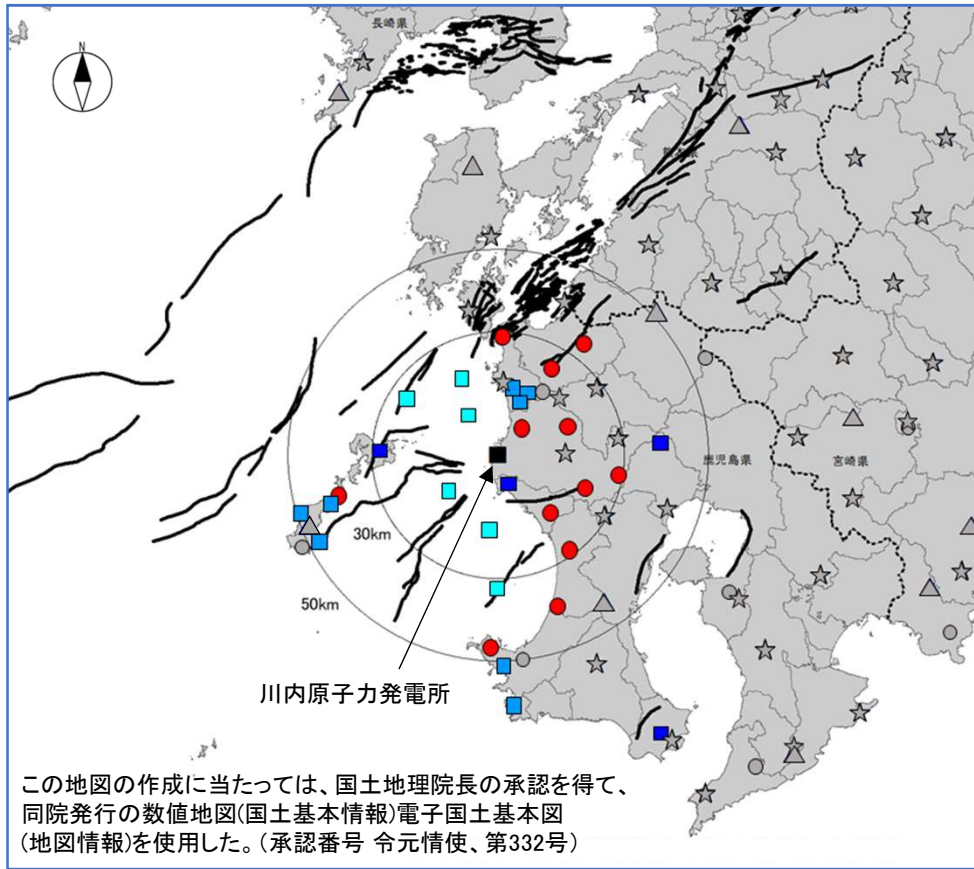 長崎県
N
鹿児島県
宮崎県
30km
50km
川内原子力発電所
この地図の作成に当たっては、国土地理院長の承認を得て、
同院発行の数値地図(国土基本情報)電子国土基本図
(地図情報)を使用した。(承認番号 令元情使、第332号)